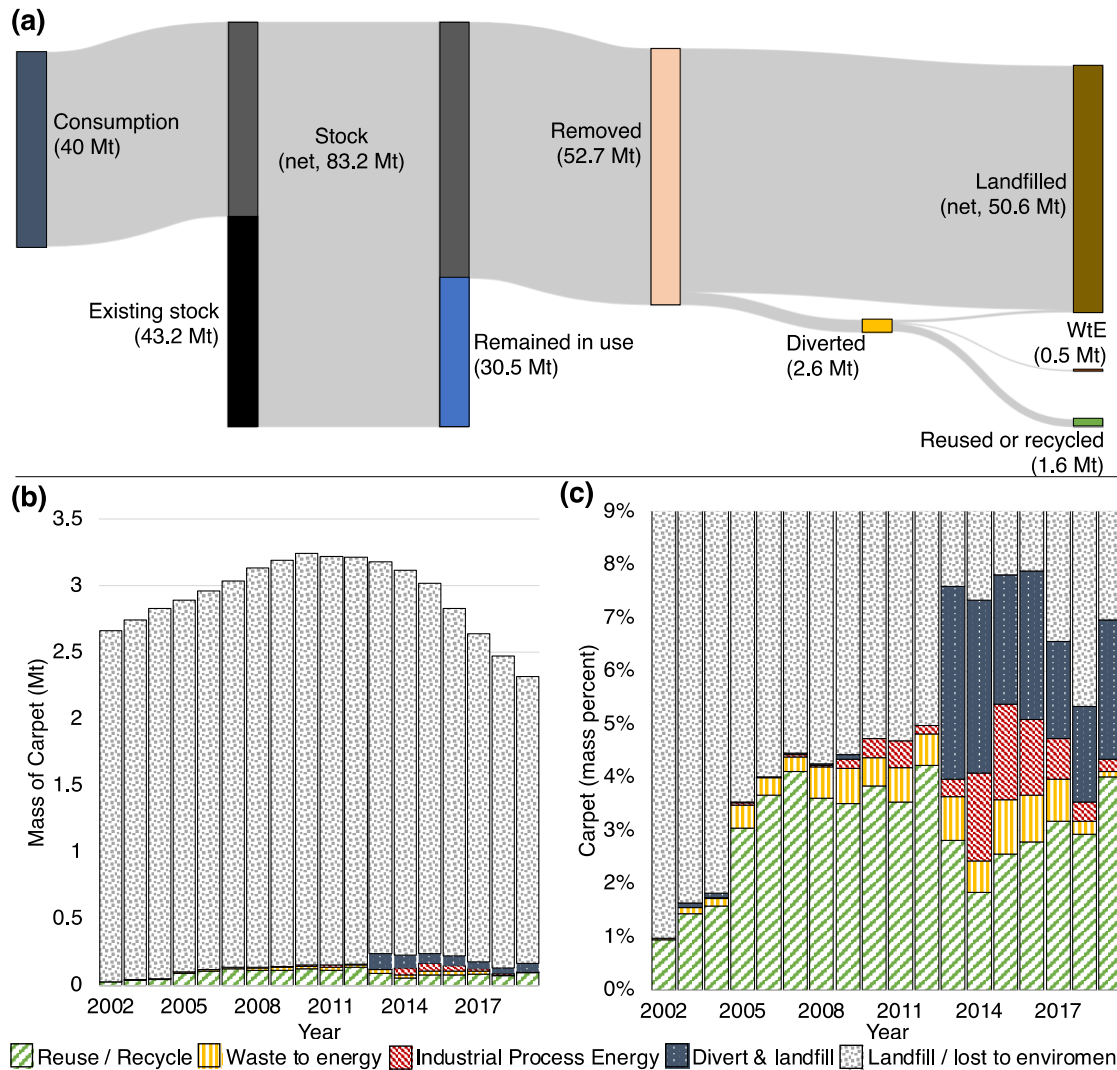 (a)
Consumption
(40 Mt)
Existing stock
(43.2 Mt)
Stock
(net, 83.2 Mt)
Remained in use
(30.5 Mt)
Removed
(52.7 Mt)
Diverted
(2.6 Mt)
Landfilled
(net, 50.6 Mt)
WtE
(0.5 Mt)
Reused or recycled
(1.6 Mt)
(b)
Mass of Carpet (Mt)
3.5
3
2.5
2
1.5
1
0.5
0
2002 2005 2008 2011 2014 2017
Year
(c)
Carpet (mass percent)
9%
8%
7%
6%
5%
4%
3%
2%
1%
0%
2002 2005 2008 2011 2014 2017
Year
Reuse / Recycle Waste to energy Industrial Process Energy Divert & landfill Landfill / lost to enviromen